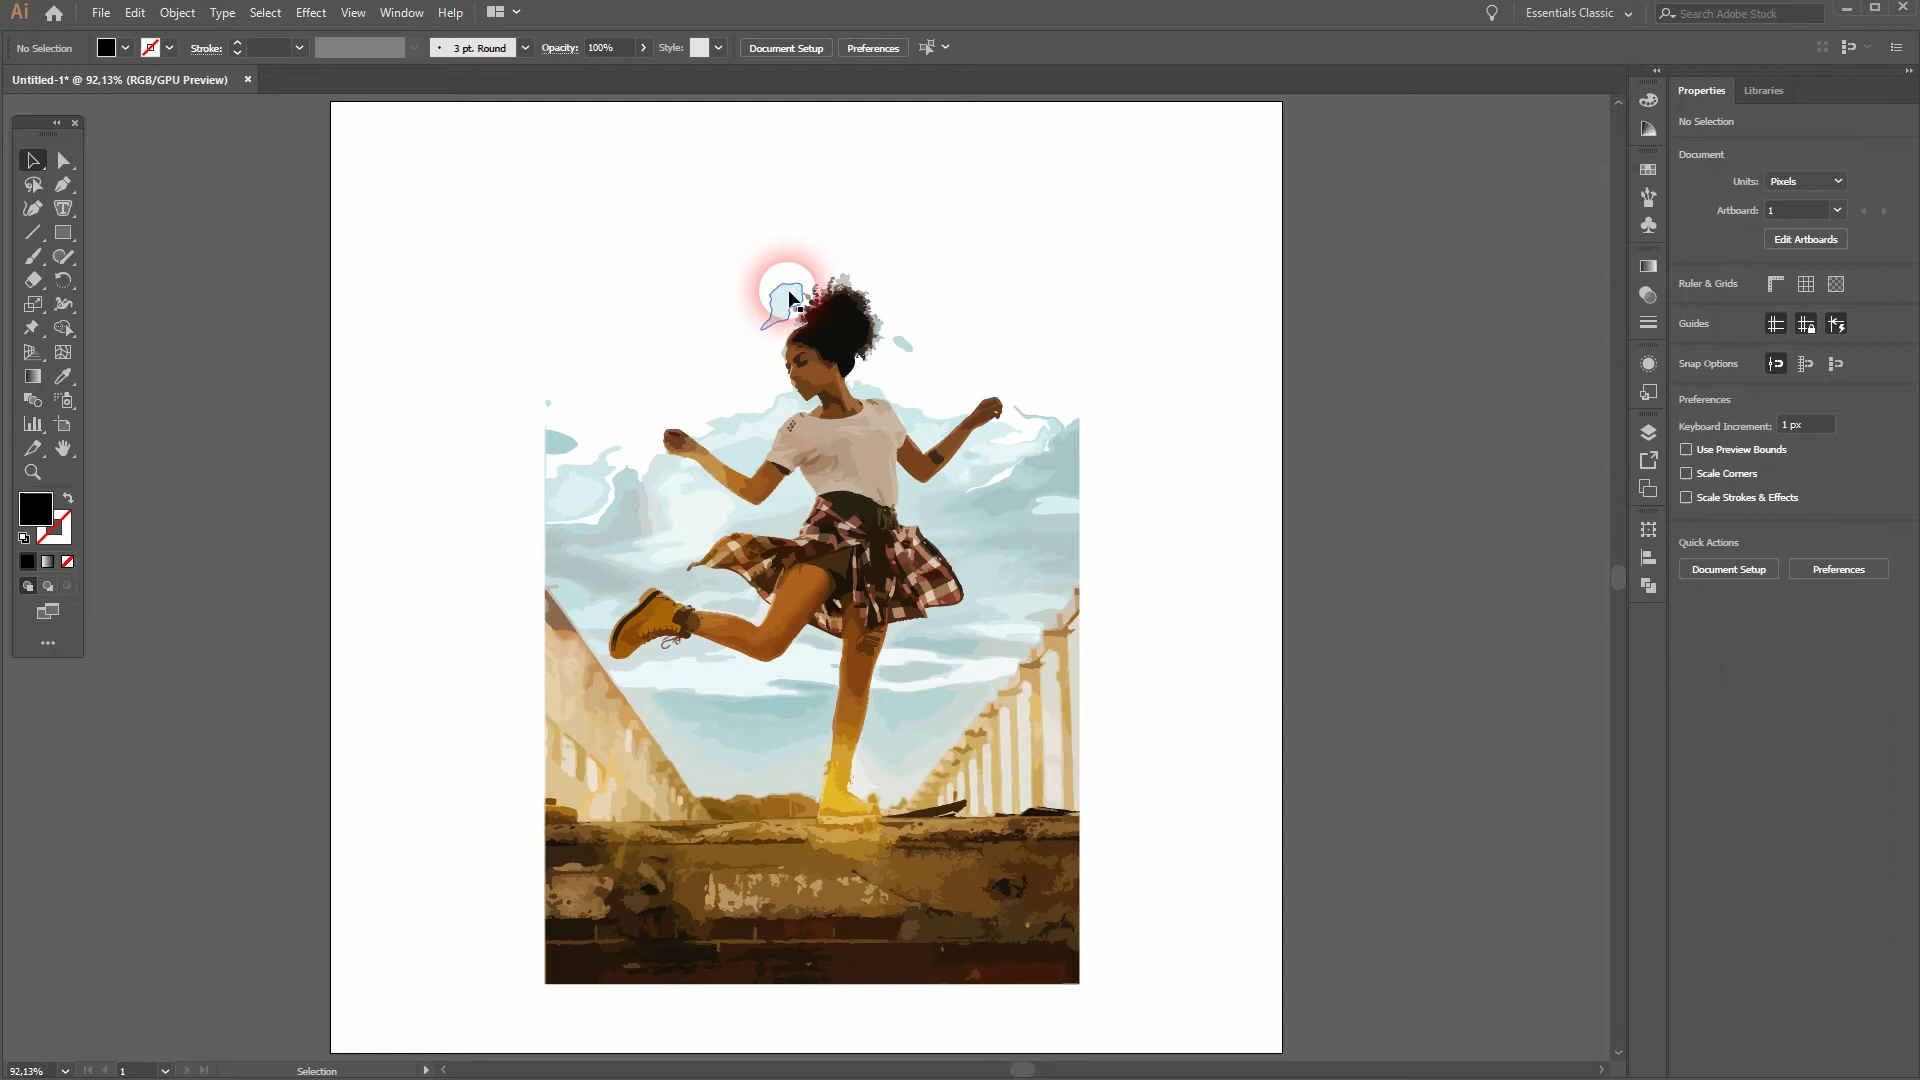 Ai File Edit Object Type Select Effect View Window Help Essentials Classic Search Adobe Stock
No Selection Stroke: 3 pt. Round Opacity: 100% Style: Document Setup Preferences
Untitled-1* @ 92,13% (RGB/GPU Preview) ×
Properties Libraries
No Selection
Document
Units: Pixels
Artboard: 1
Edit Artboards
Ruler & Grids
Guides
Snap Options
Preferences
Keyboard Increment: 1 px
Use Preview Bounds
Scale Corners
Scale Strokes & Effects
Quick Actions
Document Setup Preferences
92,13% 1 Selection